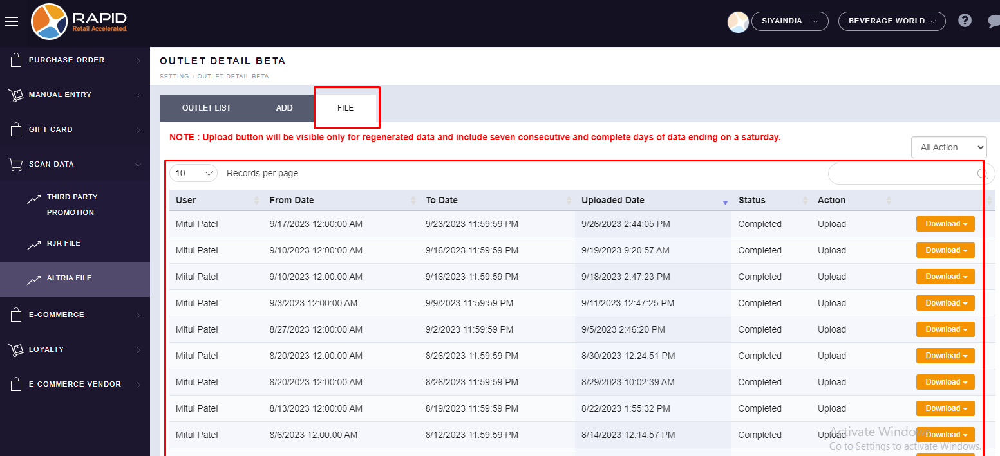 RAPID
Retail Accelerated.
SIYAINDIA
BEVERAGE WORLD
?
PURCHASE ORDER
MANUAL ENTRY
GIFT CARD
SCAN DATA
THIRD PARTY
PROMOTION
RJR FILE
ALTRIA FILE
E-COMMERCE
LOYALTY
E-COMMERCE VENDOR
OUTLET DETAIL BETA
SETTING / OUTLET DETAIL BETA
OUTLET LIST ADD FILE
NOTE : Upload button will be visible only for regenerated data and include seven consecutive and complete days of data ending on a saturday.
All Action
10 Records per page
User From Date To Date Uploaded Date Status Action
Mitul Patel 9/17/2023 12:00:00 AM 9/23/2023 11:59:59 PM 9/26/2023 2:44:05 PM Completed Upload Download
Mitul Patel 9/10/2023 12:00:00 AM 9/16/2023 11:59:59 PM 9/19/2023 9:20:57 AM Completed Upload Download
Mitul Patel 9/10/2023 12:00:00 AM 9/16/2023 11:59:59 PM 9/18/2023 2:47:23 PM Completed Upload Download
Mitul Patel 9/3/2023 12:00:00 AM 9/9/2023 11:59:59 PM 9/11/2023 12:47:25 PM Completed Upload Download
Mitul Patel 8/27/2023 12:00:00 AM 9/2/2023 11:59:59 PM 9/5/2023 2:46:20 PM Completed Upload Download
Mitul Patel 8/20/2023 12:00:00 AM 8/26/2023 11:59:59 PM 8/30/2023 12:24:51 PM Completed Upload Download
Mitul Patel 8/20/2023 12:00:00 AM 8/26/2023 11:59:59 PM 8/29/2023 10:02:39 AM Completed Upload Download
Mitul Patel 8/13/2023 12:00:00 AM 8/19/2023 11:59:59 PM 8/22/2023 1:55:32 PM Completed Upload Download
Mitul Patel 8/6/2023 12:00:00 AM 8/12/2023 11:59:59 PM 8/14/2023 12:14:57 PM Completed Upload Download
Activate Windows
Go to Settings to activate Windows.